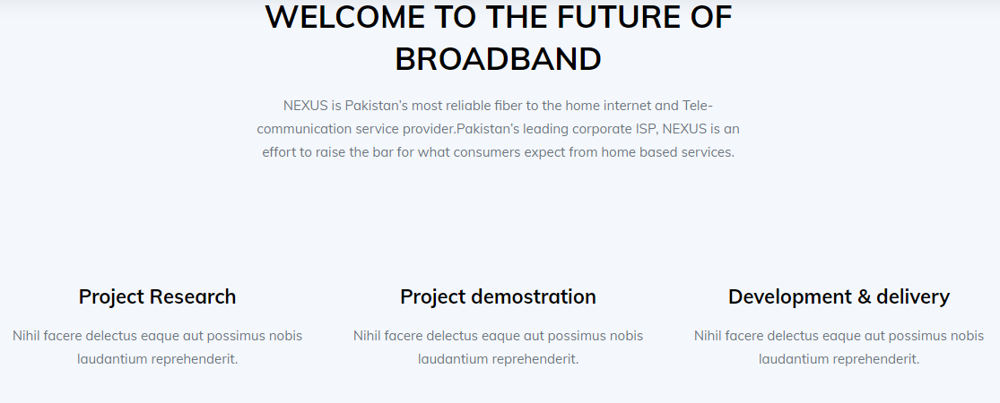 WELCOME TO THE FUTURE OF
BROADBAND
NEXUS is Pakistan's most reliable fiber to the home internet and Tele-
communication service provider.Pakistan's leading corporate ISP, NEXUS is an
effort to raise the bar for what consumers expect from home based services.
Project Research
Nihil facere delectus eaque aut possimus nobis
laudantium reprehenderit.
Project demostration
Nihil facere delectus eaque aut possimus nobis
laudantium reprehenderit.
Development & delivery
Nihil facere delectus eaque aut possimus nobis
laudantium reprehenderit.